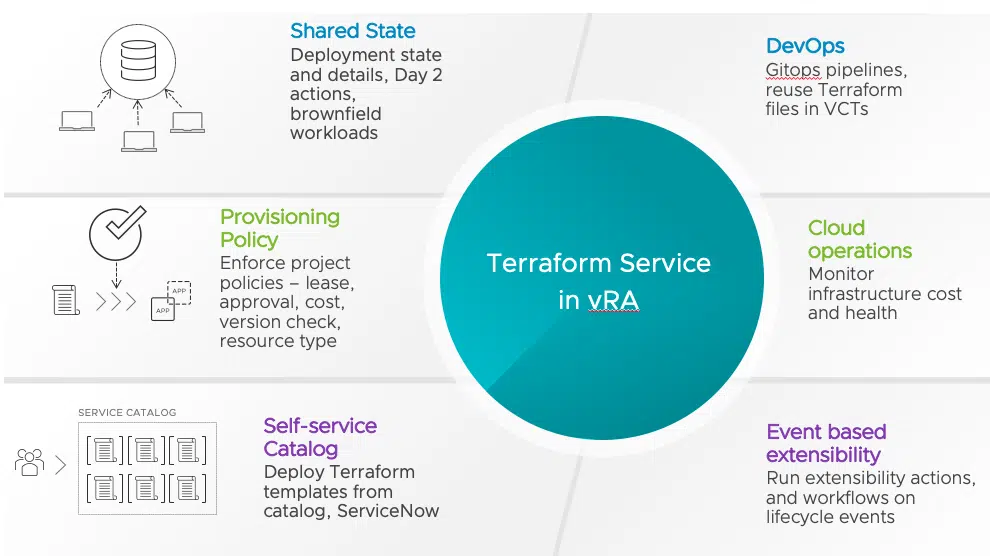 Shared State
Deployment state
and details, Day 2
actions,
brownfield
workloads
DevOps
Gitops pipelines,
reuse Terraform
files in VCTs
Provisioning
Policy
Enforce project
policies – lease,
approval, cost,
version check,
resource type
APP
APP
Terraform Service
in vRA
Cloud
operations
Monitor
infrastructure cost
and health
SERVICE CATALOG
Self-service
Catalog
Deploy Terraform
templates from
catalog, ServiceNow
Event based
extensibility
Run extensibility actions,
and workflows on
lifecycle events